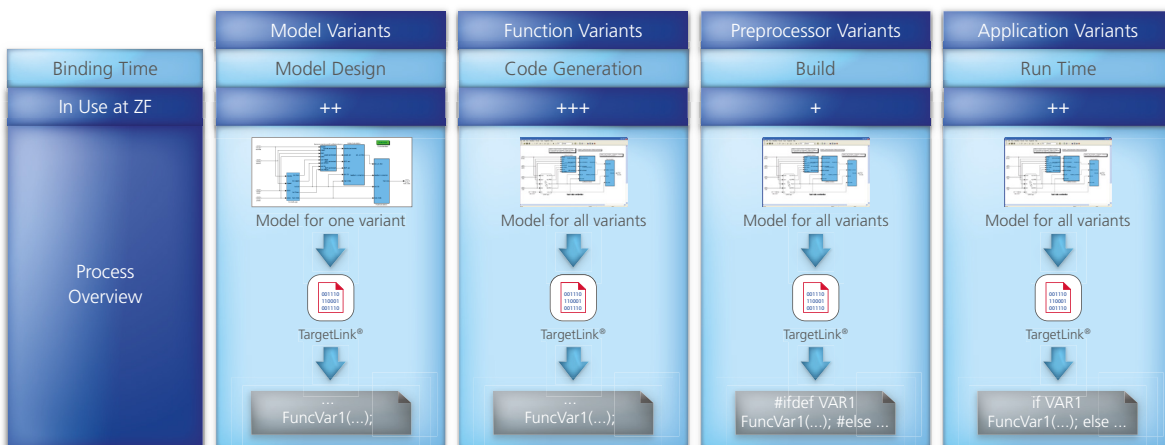 Model Variants
Function Variants
Preprocessor Variants
Application Variants
Binding Time
Model Design
Code Generation
Build
Run Time
In Use at ZF
++
+++
+
++
Process
Overview
Model for one variant
Model for all variants
Model for all variants
Model for all variants
001110
110001
001110
001110
110001
001110
001110
110001
001110
001110
110001
001110
TargetLink®
TargetLink®
TargetLink®
TargetLink®
...
FuncVar1(...);
...
FuncVar1(...);
#ifdef VAR1
FuncVar1(...); #else ...
if VAR1
FuncVar1(...); else ...